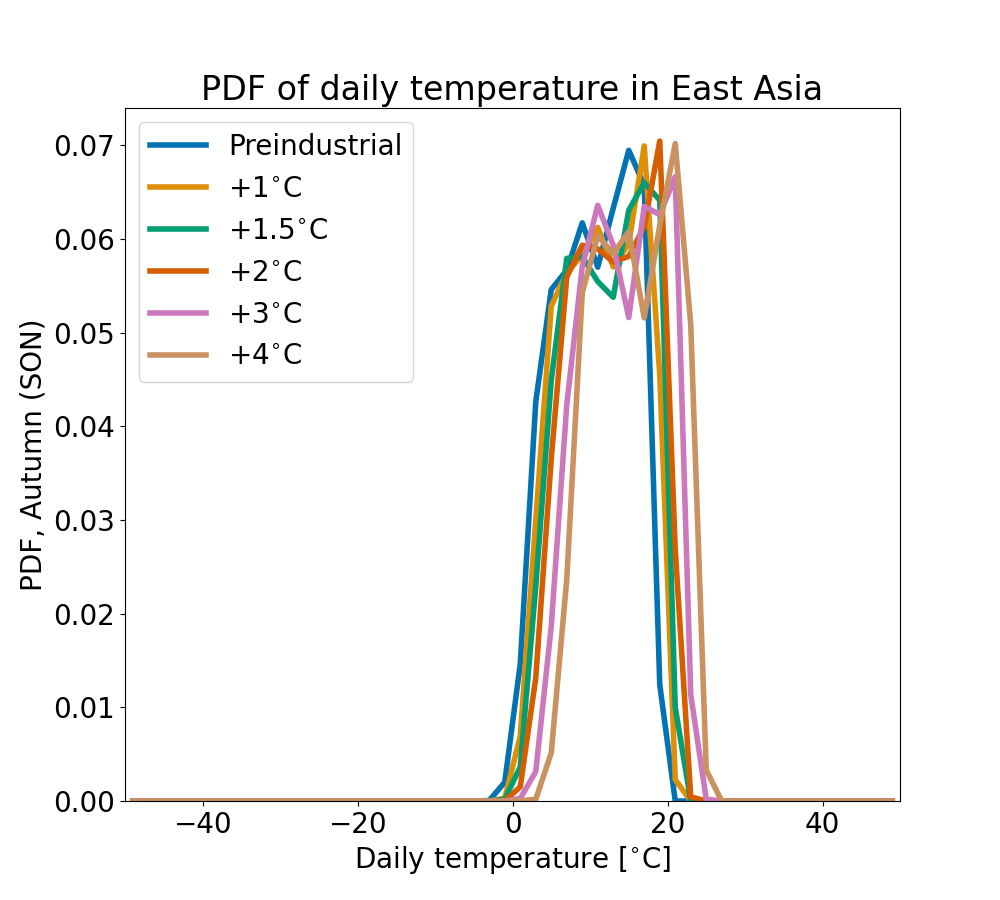 PDF of daily temperature in East Asia
Preindustrial
+1°C
+1.5°C
+2°C
+3°C
+4°C
0.07
0.06
0.05
0.04
0.03
0.02
0.01
0.00
PDF, Autumn (SON)
−40
−20
0
20
40
Daily temperature [°C]